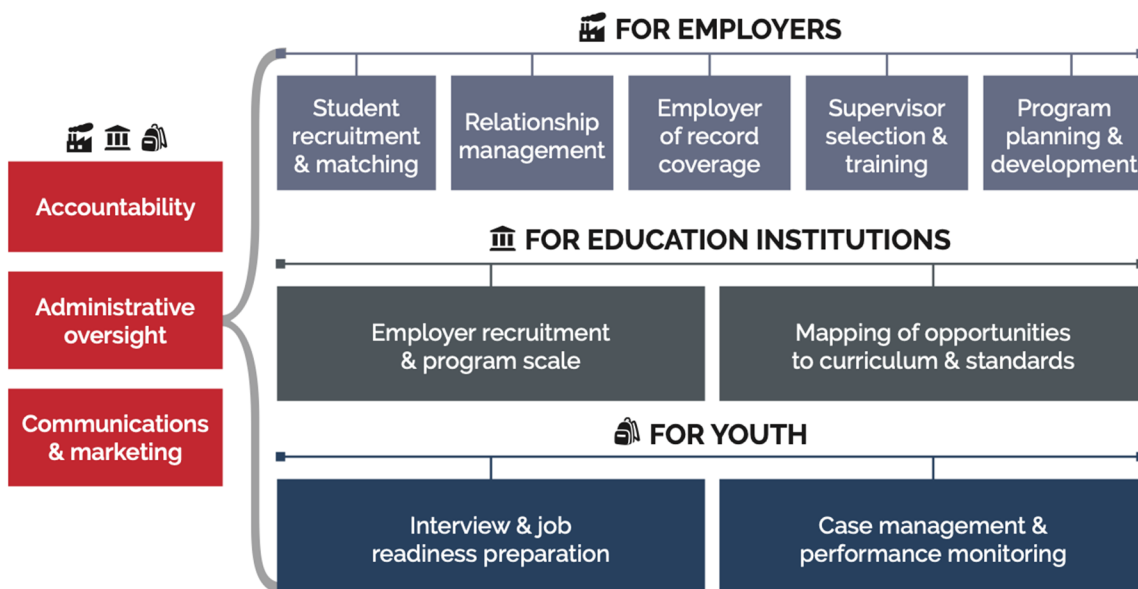 Accountability
Administrative
oversight
Communications
& marketing
FOR EMPLOYERS
Student
recruitment
& matching
Relationship
management
Employer
of record
coverage
Supervisor
selection &
training
Program
planning &
development
FOR EDUCATION INSTITUTIONS
Employer recruitment
& program scale
Mapping of opportunities
to curriculum & standards
FOR YOUTH
Interview & job
readiness preparation
Case management &
performance monitoring